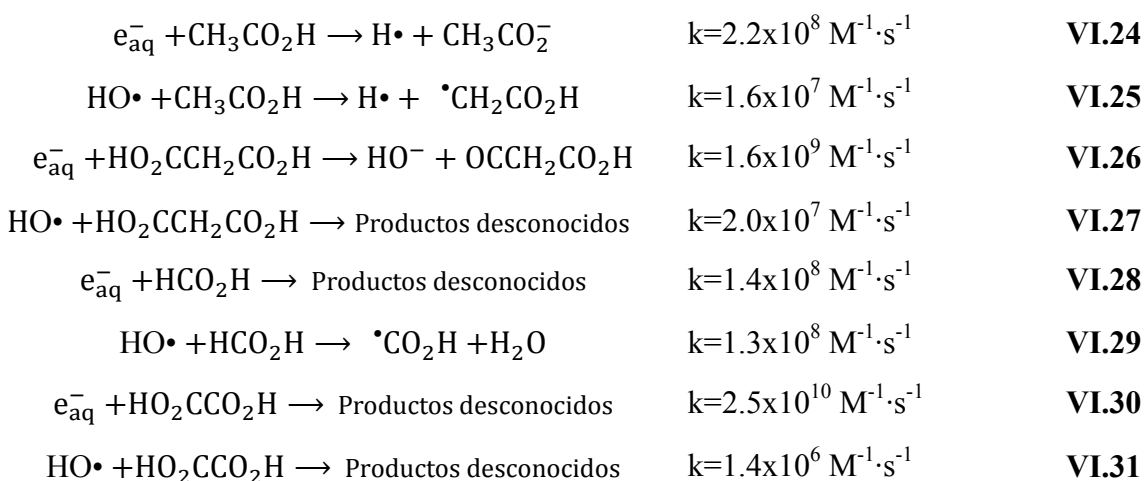 e⁻aq +CH₃CO₂H ⟶ H• + CH₃CO₂⁻ k=2.2x10⁸ M⁻¹·s⁻¹ VI.24
HO• +CH₃CO₂H ⟶ H• + •CH₂CO₂H k=1.6x10⁷ M⁻¹·s⁻¹ VI.25
e⁻aq +HO₂CCH₂CO₂H ⟶ HO⁻ + OCCH₂CO₂H k=1.6x10⁹ M⁻¹·s⁻¹ VI.26
HO• +HO₂CCH₂CO₂H ⟶ Productos desconocidos k=2.0x10⁷ M⁻¹·s⁻¹ VI.27
e⁻aq +HCO₂H ⟶ Productos desconocidos k=1.4x10⁸ M⁻¹·s⁻¹ VI.28
HO• +HCO₂H ⟶ •CO₂H +H₂O k=1.3x10⁸ M⁻¹·s⁻¹ VI.29
e⁻aq +HO₂CCO₂H ⟶ Productos desconocidos k=2.5x10¹⁰ M⁻¹·s⁻¹ VI.30
HO• +HO₂CCO₂H ⟶ Productos desconocidos k=1.4x10⁶ M⁻¹·s⁻¹ VI.31